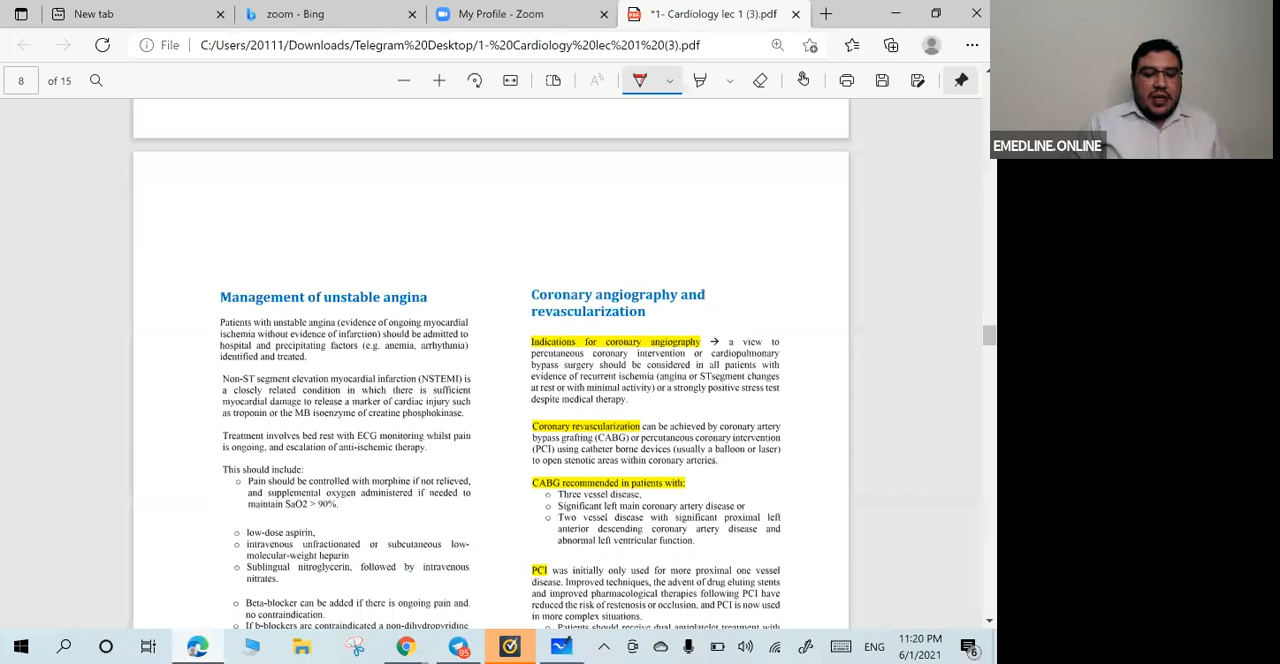 New tab
zoom - Bing
My Profile - Zoom
*1- Cardiology lec 1 (3).pdf
File
C:/Users/20111/Downloads/Telegram%20Desktop/1-%20Cardiology%20lec%201%20(3).pdf
8
of 15
EMEDLINE.ONLINE
Management of unstable angina
Patients with unstable angina (evidence of ongoing myocardial
ischemia without evidence of infarction) should be admitted to
hospital and precipitating factors (e.g. anemia, arrhythmia)
identified and treated.
Non-ST segment elevation myocardial infarction (NSTEMI) is
a closely related condition in which there is sufficient
myocardial damage to release a marker of cardiac injury such
as troponin or the MB isoenzyme of creatine phosphokinase.
Treatment involves bed rest with ECG monitoring whilst pain
is ongoing, and escalation of anti-ischemic therapy.
This should include:
o Pain should be controlled with morphine if not relieved,
and supplemental oxygen administered if needed to
maintain SaO2 > 90%.
o low-dose aspirin,
o intravenous unfractionated or subcutaneous low-
molecular-weight heparin
o Sublingual nitroglycerin, followed by intravenous
nitrates.
o Beta-blocker can be added if there is ongoing pain and
no contraindication.
o If b-blockers are contraindicated a non-dihydropyridine
Coronary angiography and
revascularization
Indications for coronary angiography → a view to
percutaneous coronary intervention or cardiopulmonary
bypass surgery should be considered in all patients with
evidence of recurrent ischemia (angina or STsegment changes
at rest or with minimal activity) or a strongly positive stress test
despite medical therapy.
Coronary revascularization can be achieved by coronary artery
bypass grafting (CABG) or percutaneous coronary intervention
(PCI) using catheter borne devices (usually a balloon or laser)
to open stenotic areas within coronary arteries.
CABG recommended in patients with:
o Three vessel disease,
o Significant left main coronary artery disease or
o Two vessel disease with significant proximal left
anterior descending coronary artery disease and
abnormal left ventricular function.
PCI was initially only used for more proximal one vessel
disease. Improved techniques, the advent of drug eluting stents
and improved pharmacological therapies following PCI have
reduced the risk of restenosis or occlusion, and PCI is now used
in more complex situations.
o Patients should receive dual antiplatelet treatment with
95
ENG
11:20 PM
6/1/2021
6